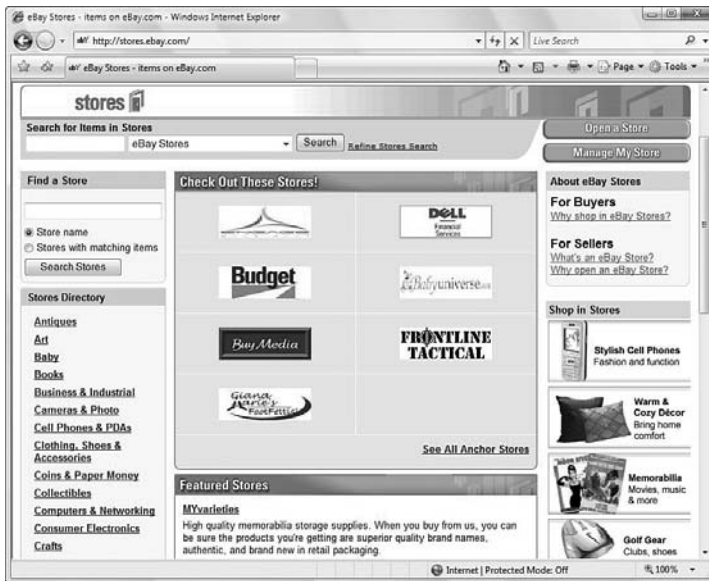 eBay Stores - items on eBay.com - Windows Internet Explorer
http://stores.ebay.com/
Live Search
eBay Stores - items on eBay.com
Page
Tools
stores
Search for Items in Stores
eBay Stores
Search
Refine Stores Search
Open a Store
Manage My Store
Find a Store
Store name
Stores with matching items
Search Stores
Stores Directory
Antiques
Art
Baby
Books
Business & Industrial
Cameras & Photo
Cell Phones & PDAs
Clothing, Shoes &
Accessories
Coins & Paper Money
Collectibles
Computers & Networking
Consumer Electronics
Crafts
Check Out These Stores!
DELL
Financial
Services
Budget
Babyuniverse.com
Buy Media
FRONTLINE
TACTICAL
Giana
Marie's
FootFettish
See All Anchor Stores
Featured Stores
MYvarieties
High quality memorabilia storage supplies. When you buy from us, you can
be sure the products you're getting are superior quality brand names,
authentic, and brand new in retail packaging.
About eBay Stores
For Buyers
Why shop in eBay Stores?
For Sellers
What's an eBay Store?
Why open an eBay Store?
Shop in Stores
Stylish Cell Phones
Fashion and function
Warm &
Cozy Décor
Bring home
comfort
Memorabilia
Movies, music
& more
Golf Gear
Clubs, shoes
Internet | Protected Mode: Off
100%